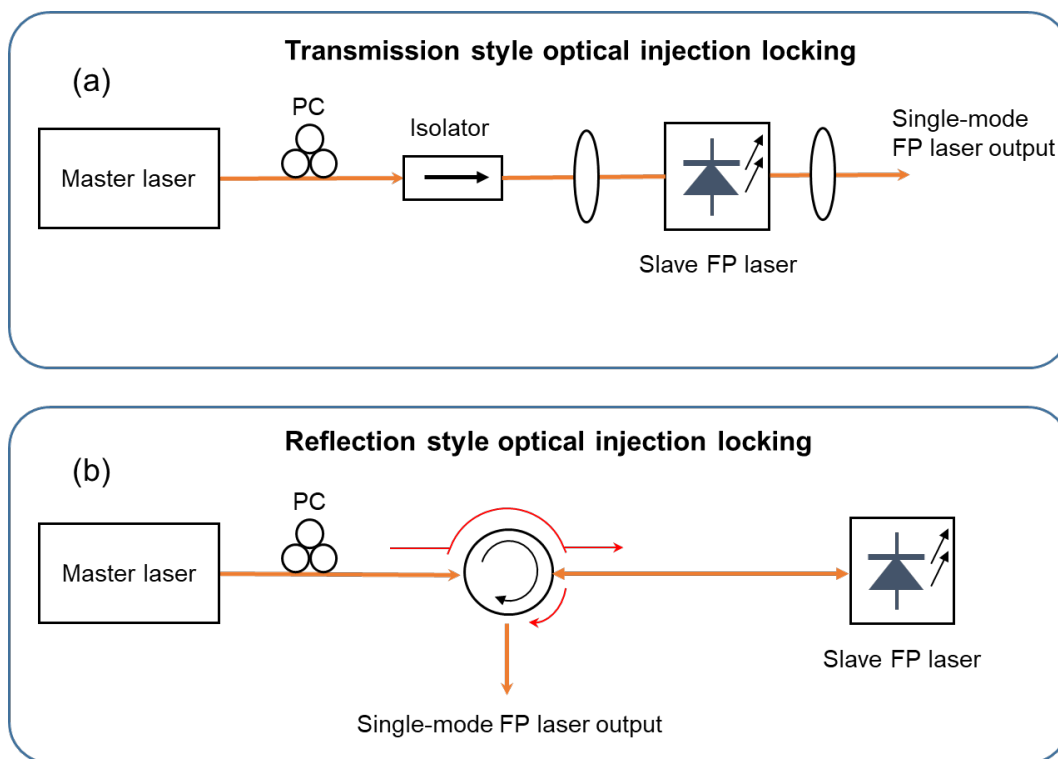 Transmission style optical injection locking
(a)
PC
Isolator
Single-mode
FP laser output
Master laser
Slave FP laser
Reflection style optical injection locking
(b)
PC
Master laser
Slave FP laser
Single-mode FP laser output